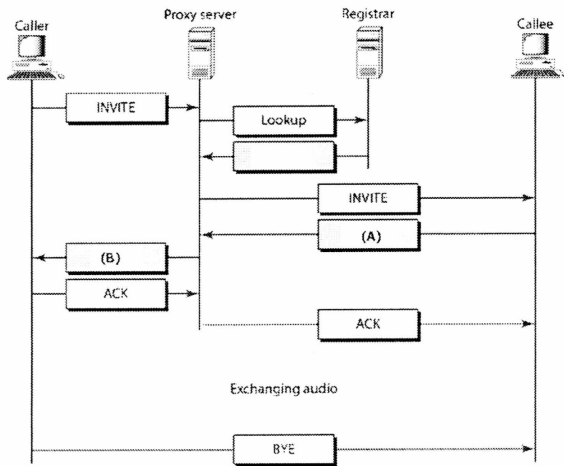 Caller
Proxy server
Registrar
Callee
INVITE
Lookup
INVITE
(A)
(B)
ACK
ACK
Exchanging audio
BYE